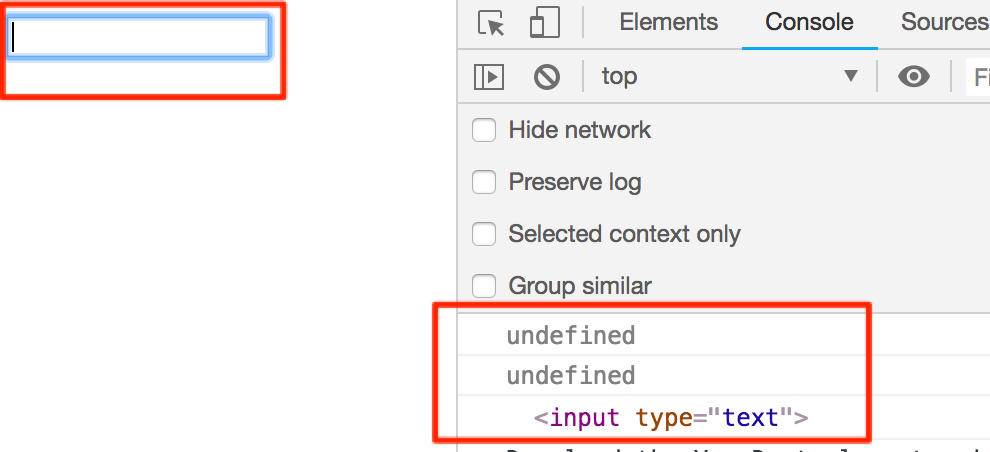 Elements Console Sources
top Fi
Hide network
Preserve log
Selected context only
Group similar
undefined
undefined
<input type="text">